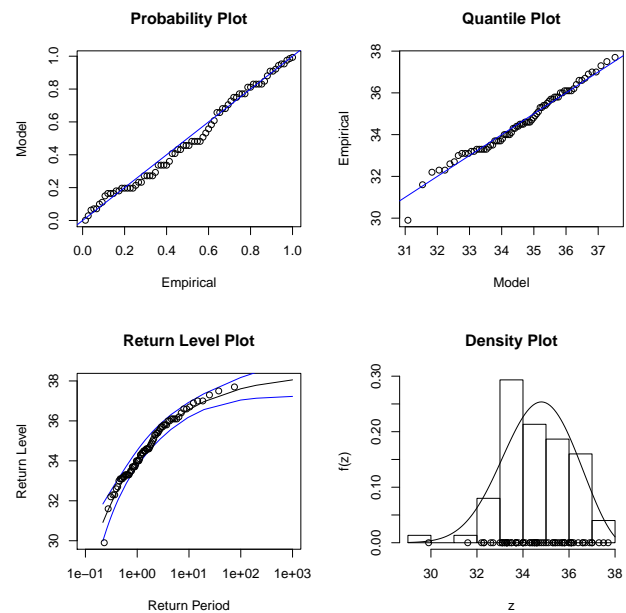 Probability Plot
Model
0.0 0.2 0.4 0.6 0.8 1.0
0.0 0.2 0.4 0.6 0.8 1.0
Empirical
Quantile Plot
Empirical
30 32 34 36 38
31 32 33 34 35 36 37
Model
Return Level Plot
Return Level
30 32 34 36 38
1e−01 1e+00 1e+01 1e+02 1e+03
Return Period
Density Plot
f(z)
0.00 0.10 0.20 0.30
30 32 34 36 38
z